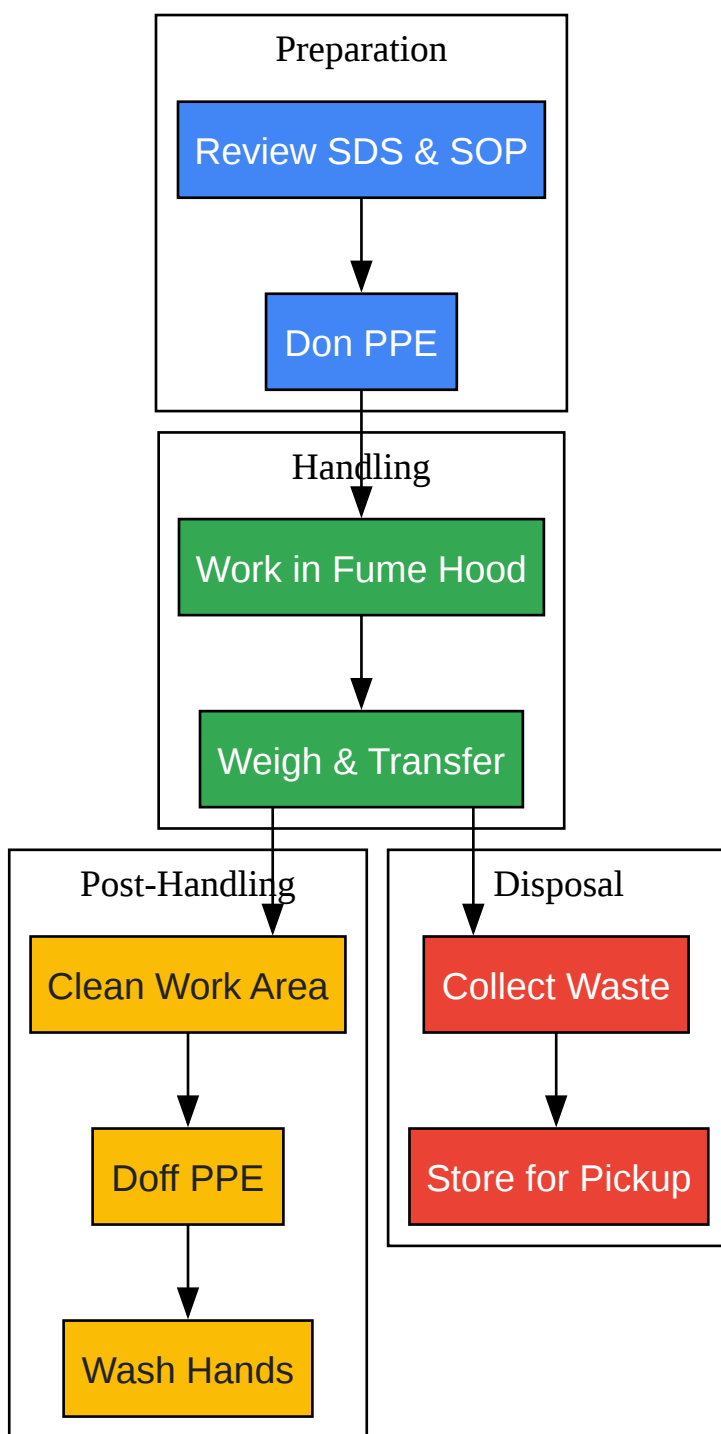 Preparation
Review SDS & SOP
Don PPE
Handling
Work in Fume Hood
Weigh & Transfer
Post-Handling
Clean Work Area
Doff PPE
Wash Hands
Disposal
Collect Waste
Store for Pickup